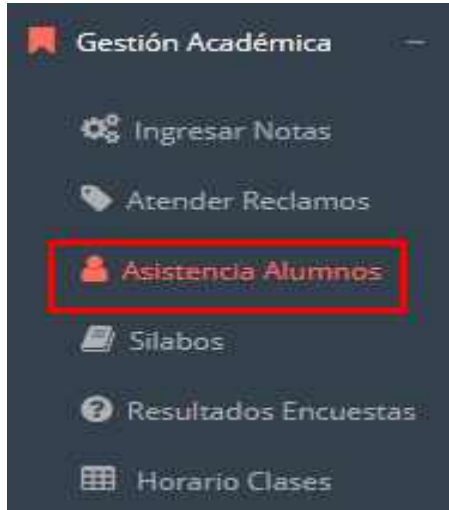 Gestión Académica
Ingresar Notas
Atender Reclamos
Asistencia Alumnos
Silabos
Resultados Encuestas
Horario Clases